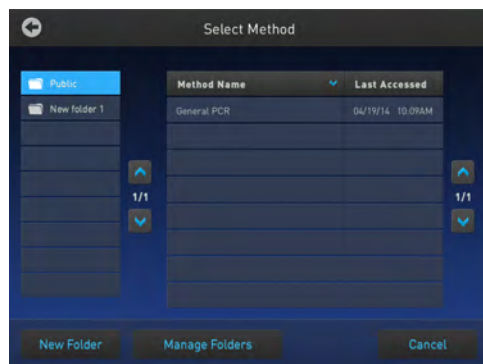 Select Method
Public
New folder 1
1/1
Method Name Last Accessed
General PCR 04/19/14 10:09AM
1/1
New Folder Manage Folders Cancel